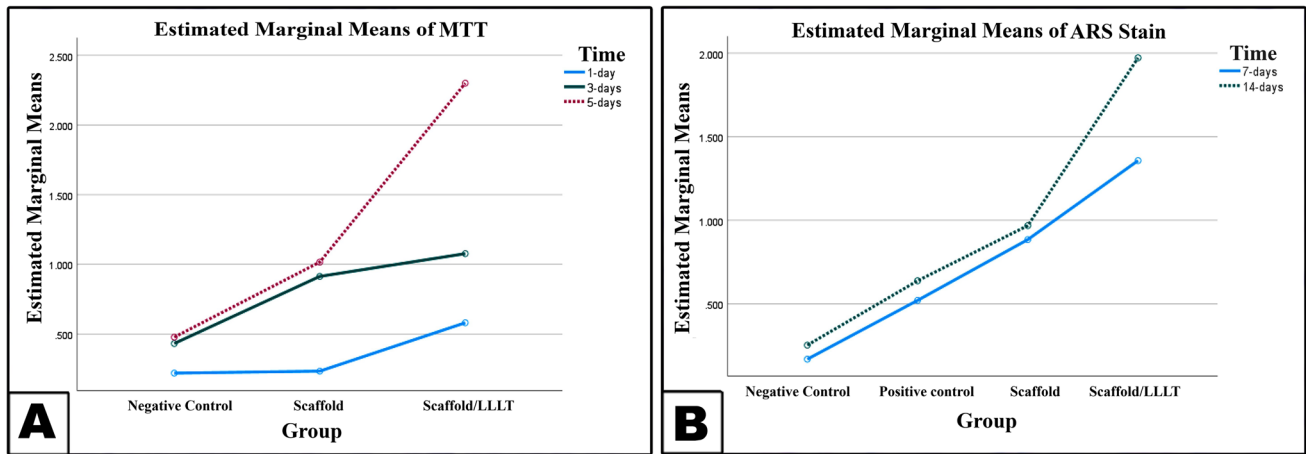 Estimated Marginal Means of MTT
Time
1-day
3-days
5-days
Estimated Marginal Means
2.500
2.000
1.500
1.000
.500
Negative Control Scaffold Scaffold/LLLT
Group
A
Estimated Marginal Means of ARS Stain
Time
7-days
14-days
Estimated Marginal Means
2.000
1.500
1.000
.500
Negative Control Positive control Scaffold Scaffold/LLLT
Group
B